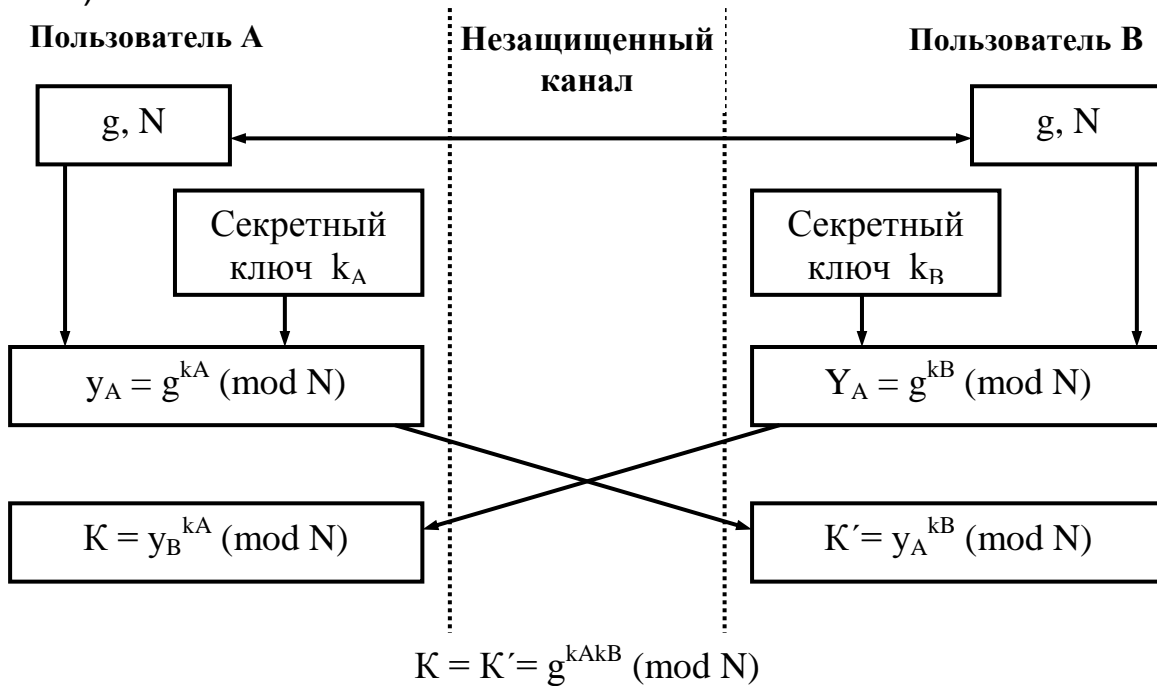 )
Пользователь А
Незащищенный
канал
Пользователь В
g, N
g, N
Секретный
ключ k_A
Секретный
ключ k_B
y_A = g^kA (mod N)
Y_A = g^kB (mod N)
К = y_B^kA (mod N)
К´= y_A^kB (mod N)
К = К´= g^kAkB (mod N)